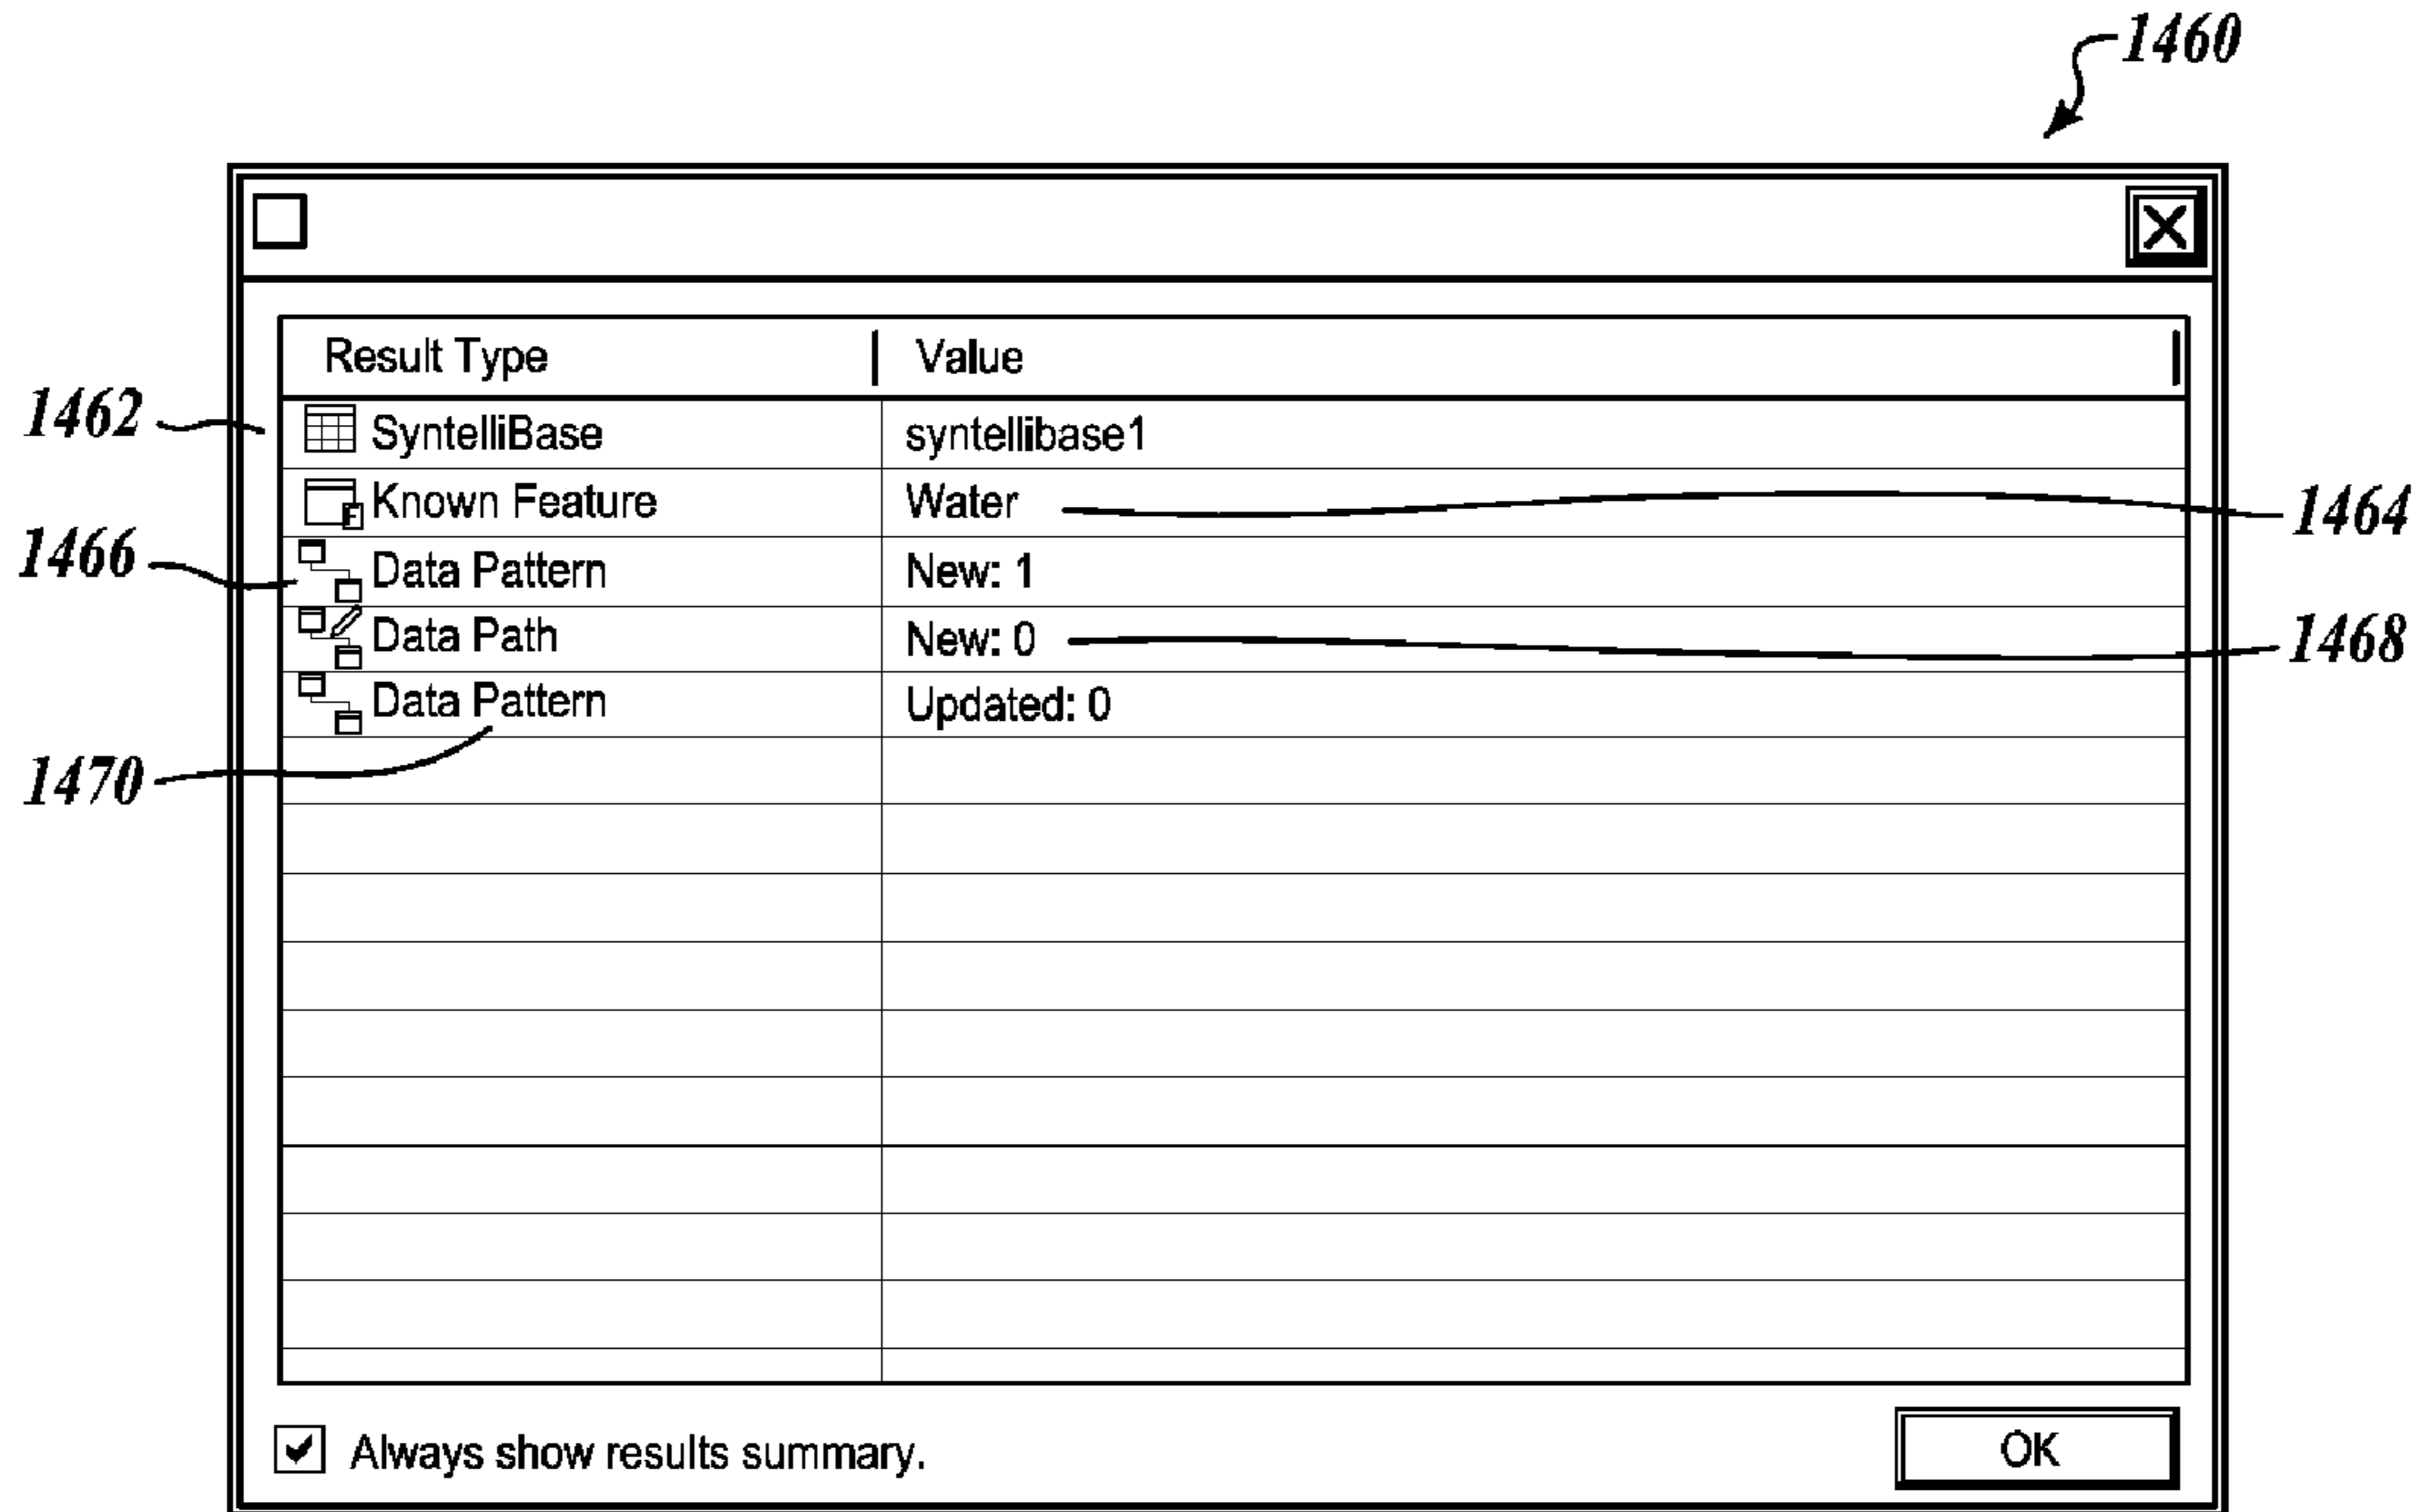 1460
Result Type Value
1462 SyntelliBase syntellibase1
Known Feature Water 1464
1466 Data Pattern New: 1
Data Path New: 0 1468
Data Pattern Updated: 0
1470
Always show results summary. OK